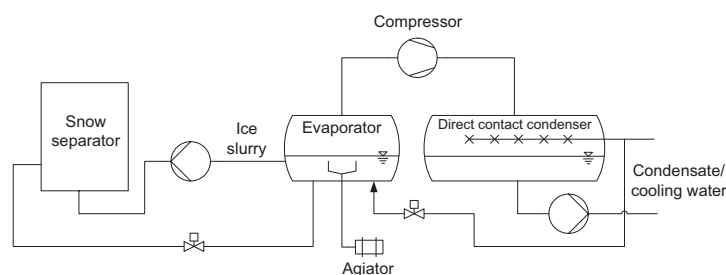 Compressor
Snow
separator
Ice
slurry
Evaporator
Direct contact condenser
Condensate/
cooling water
Agiator